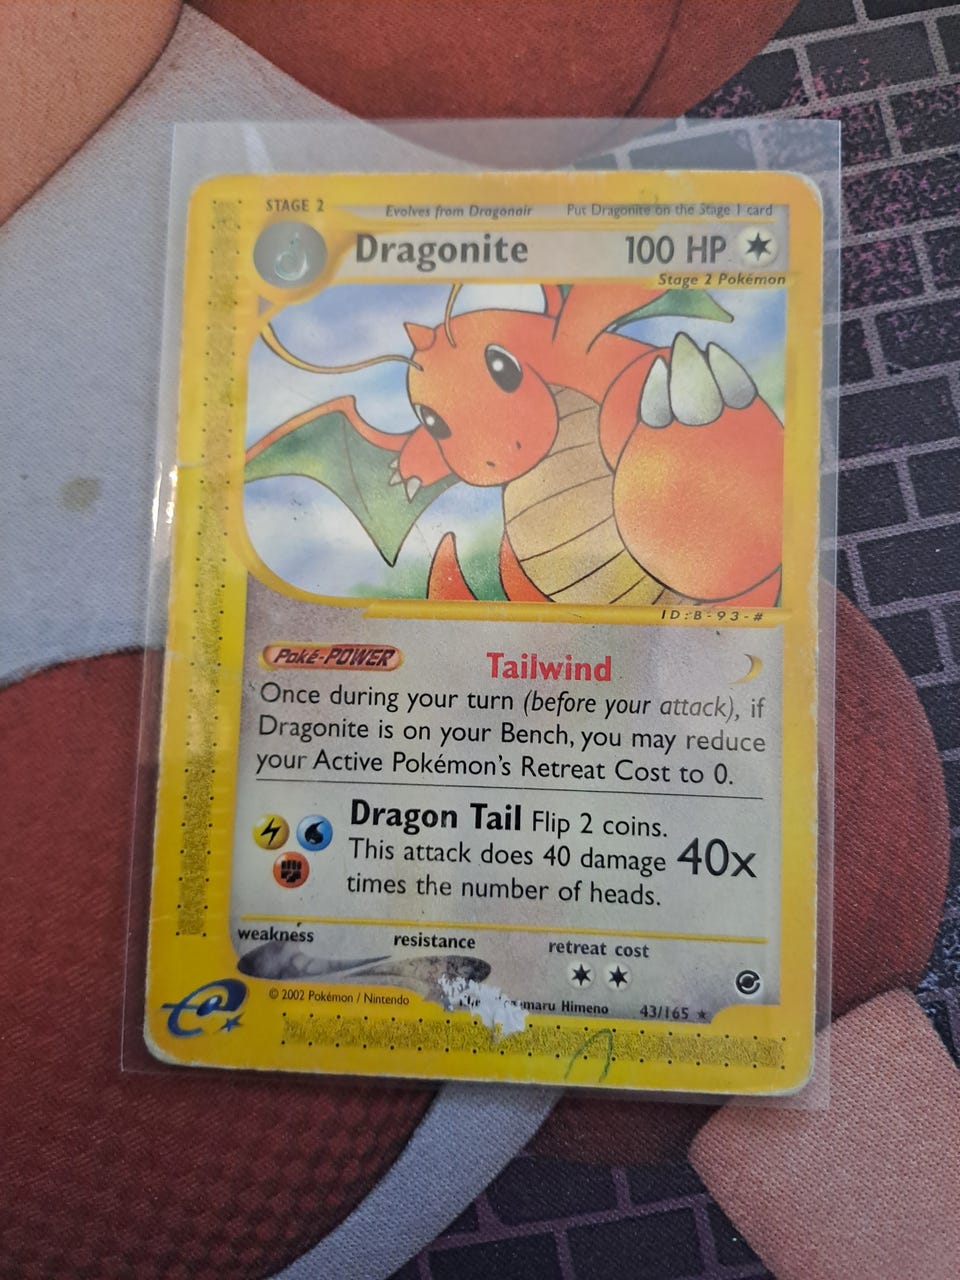 STAGE 2
Evolves from Dragonair
Put Dragonite on the Stage 1 card
Dragonite
100 HP
Stage 2 Pokémon
ID:B-93-#
Poké-POWER
Tailwind
Once during your turn (before your attack), if
Dragonite is on your Bench, you may reduce
your Active Pokémon's Retreat Cost to 0.
Dragon Tail Flip 2 coins.
This attack does 40 damage
times the number of heads.
40x
weakness
resistance
retreat cost
© 2002 Pokémon / Nintendo
Himeno
43/165 ★
e